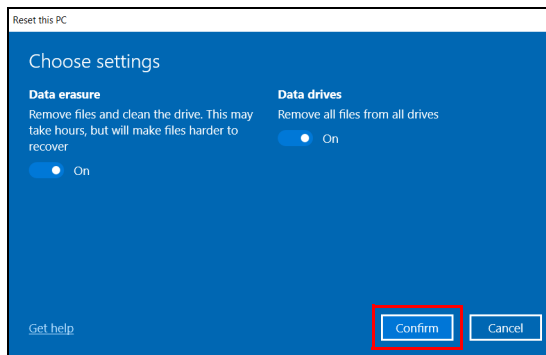 Reset this PC
Choose settings
Data erasure
Remove files and clean the drive. This may
take hours, but will make files harder to
recover
On
Data drives
Remove all files from all drives
On
Get help
Confirm
Cancel